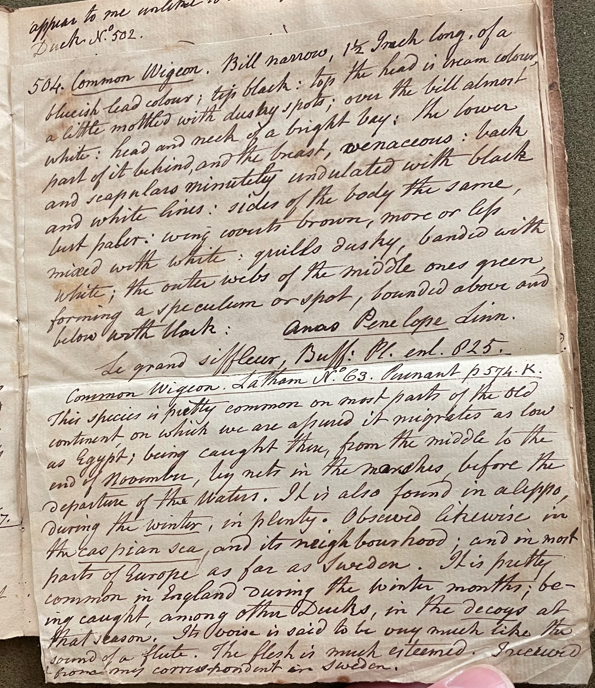 appear to me unlike
Duck. No. 502.
504. Common Wigeon. Bill narrow, 1½ Inch long. of a
blueish lead colour; tip black: top the head is cream colour,
a little mottled with dusky spots; over the bill almost
white: head and neck of a bright bay: the lower
part of it behind, and the breast, venaceous: back
and scapulars minutely undulated with black
and white lines: sides of the body the same,
but paler: wing coverts brown, more or less
mixed with white: quills dusky, banded with
white; the outer webs of the middle ones green,
forming a speculum or spot, bounded above and
below with black: Anas Penelope Linn.
Le grand siffleur, Buff: Pl. enl. 825.
Common Wigeon. Latham No. 63. Pennant p 574. K.
This species is pretty common on most parts of the old
continent on which we are assured it migrates as low
as Egypt; being caught there, from the middle to the
end of November, by nets in the marshes, before the
departure of the Waters. It is also found in aleppo,
during the winter, in plenty. Observed likewise in
the caspian sea, and its neighbourhood; and in most
parts of Europe as far as Sweden. It is pretty
common in England during the winter months; be-
ing caught, among other Ducks, in the decoys at
that season. Its voise is said to be very much like the
sound of a flute. The flesh is much esteemed. I received
from my correspondent in Sweden.